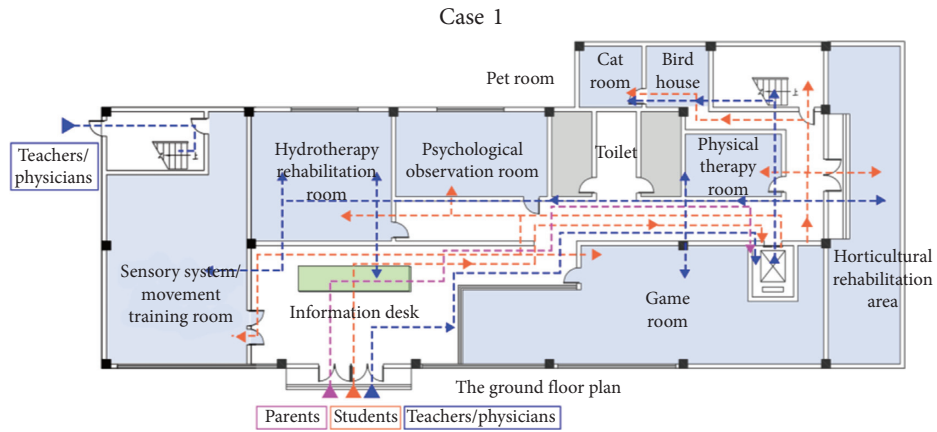 Case 1
Pet room
Cat
room
Bird
house
Teachers/
physicians
Hydrotherapy
rehabilitation
room
Psychological
observation room
Toilet
Physical
therapy
room
Sensory system/
movement
training room
Information desk
Game
room
Horticultural
rehabilitation
area
The ground floor plan
Parents
Students
Teachers/physicians